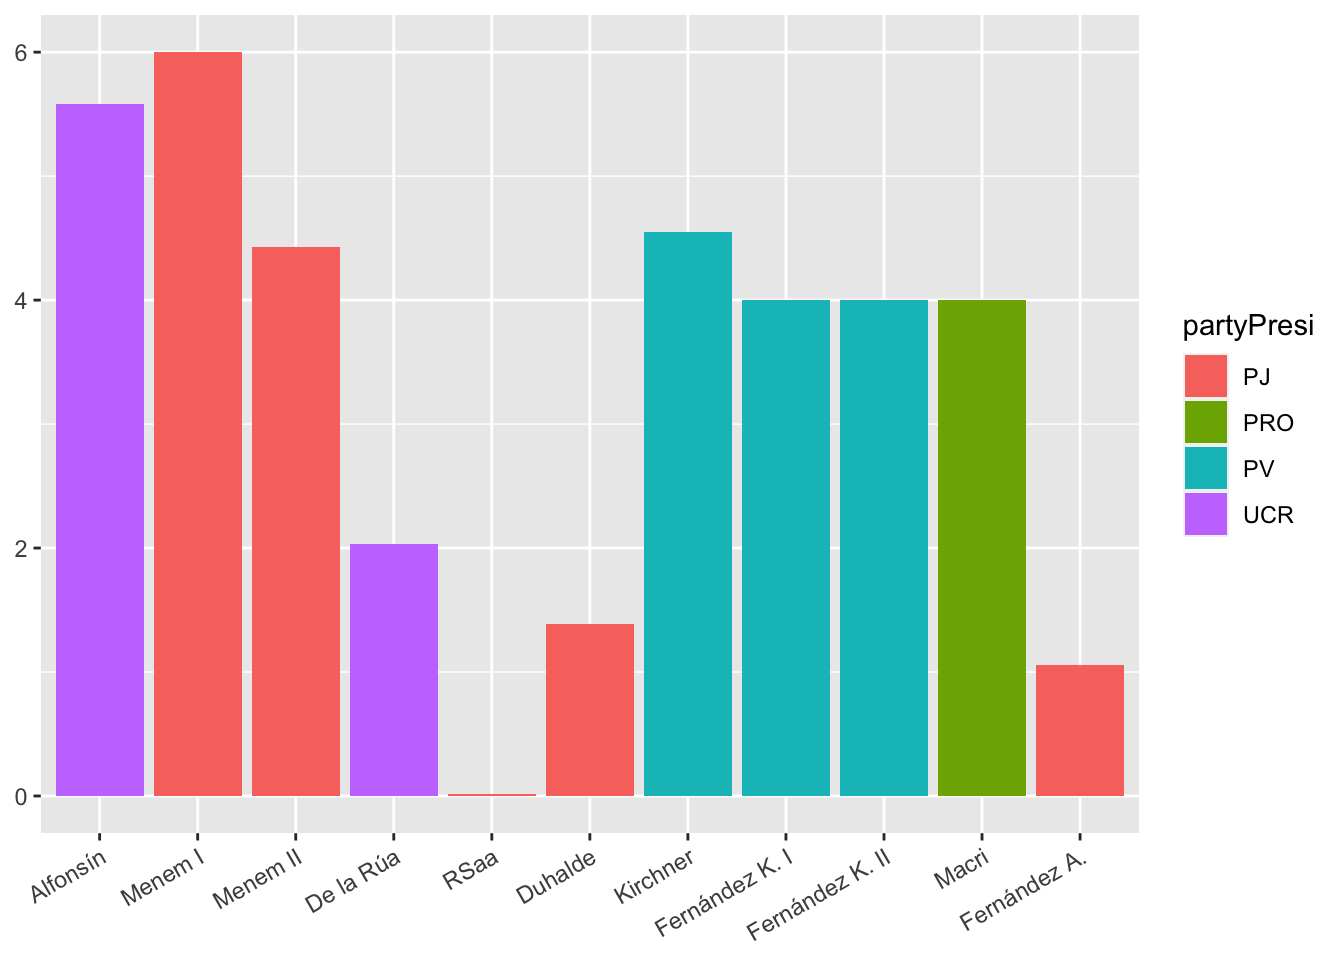 6
4
2
0
Alfonsín
Menem I
Menem II
De la Rúa
RSaa
Duhalde
Kirchner
Fernández K. I
Fernández K. II
Macri
Fernández A.
partyPresi
PJ
PRO
PV
UCR